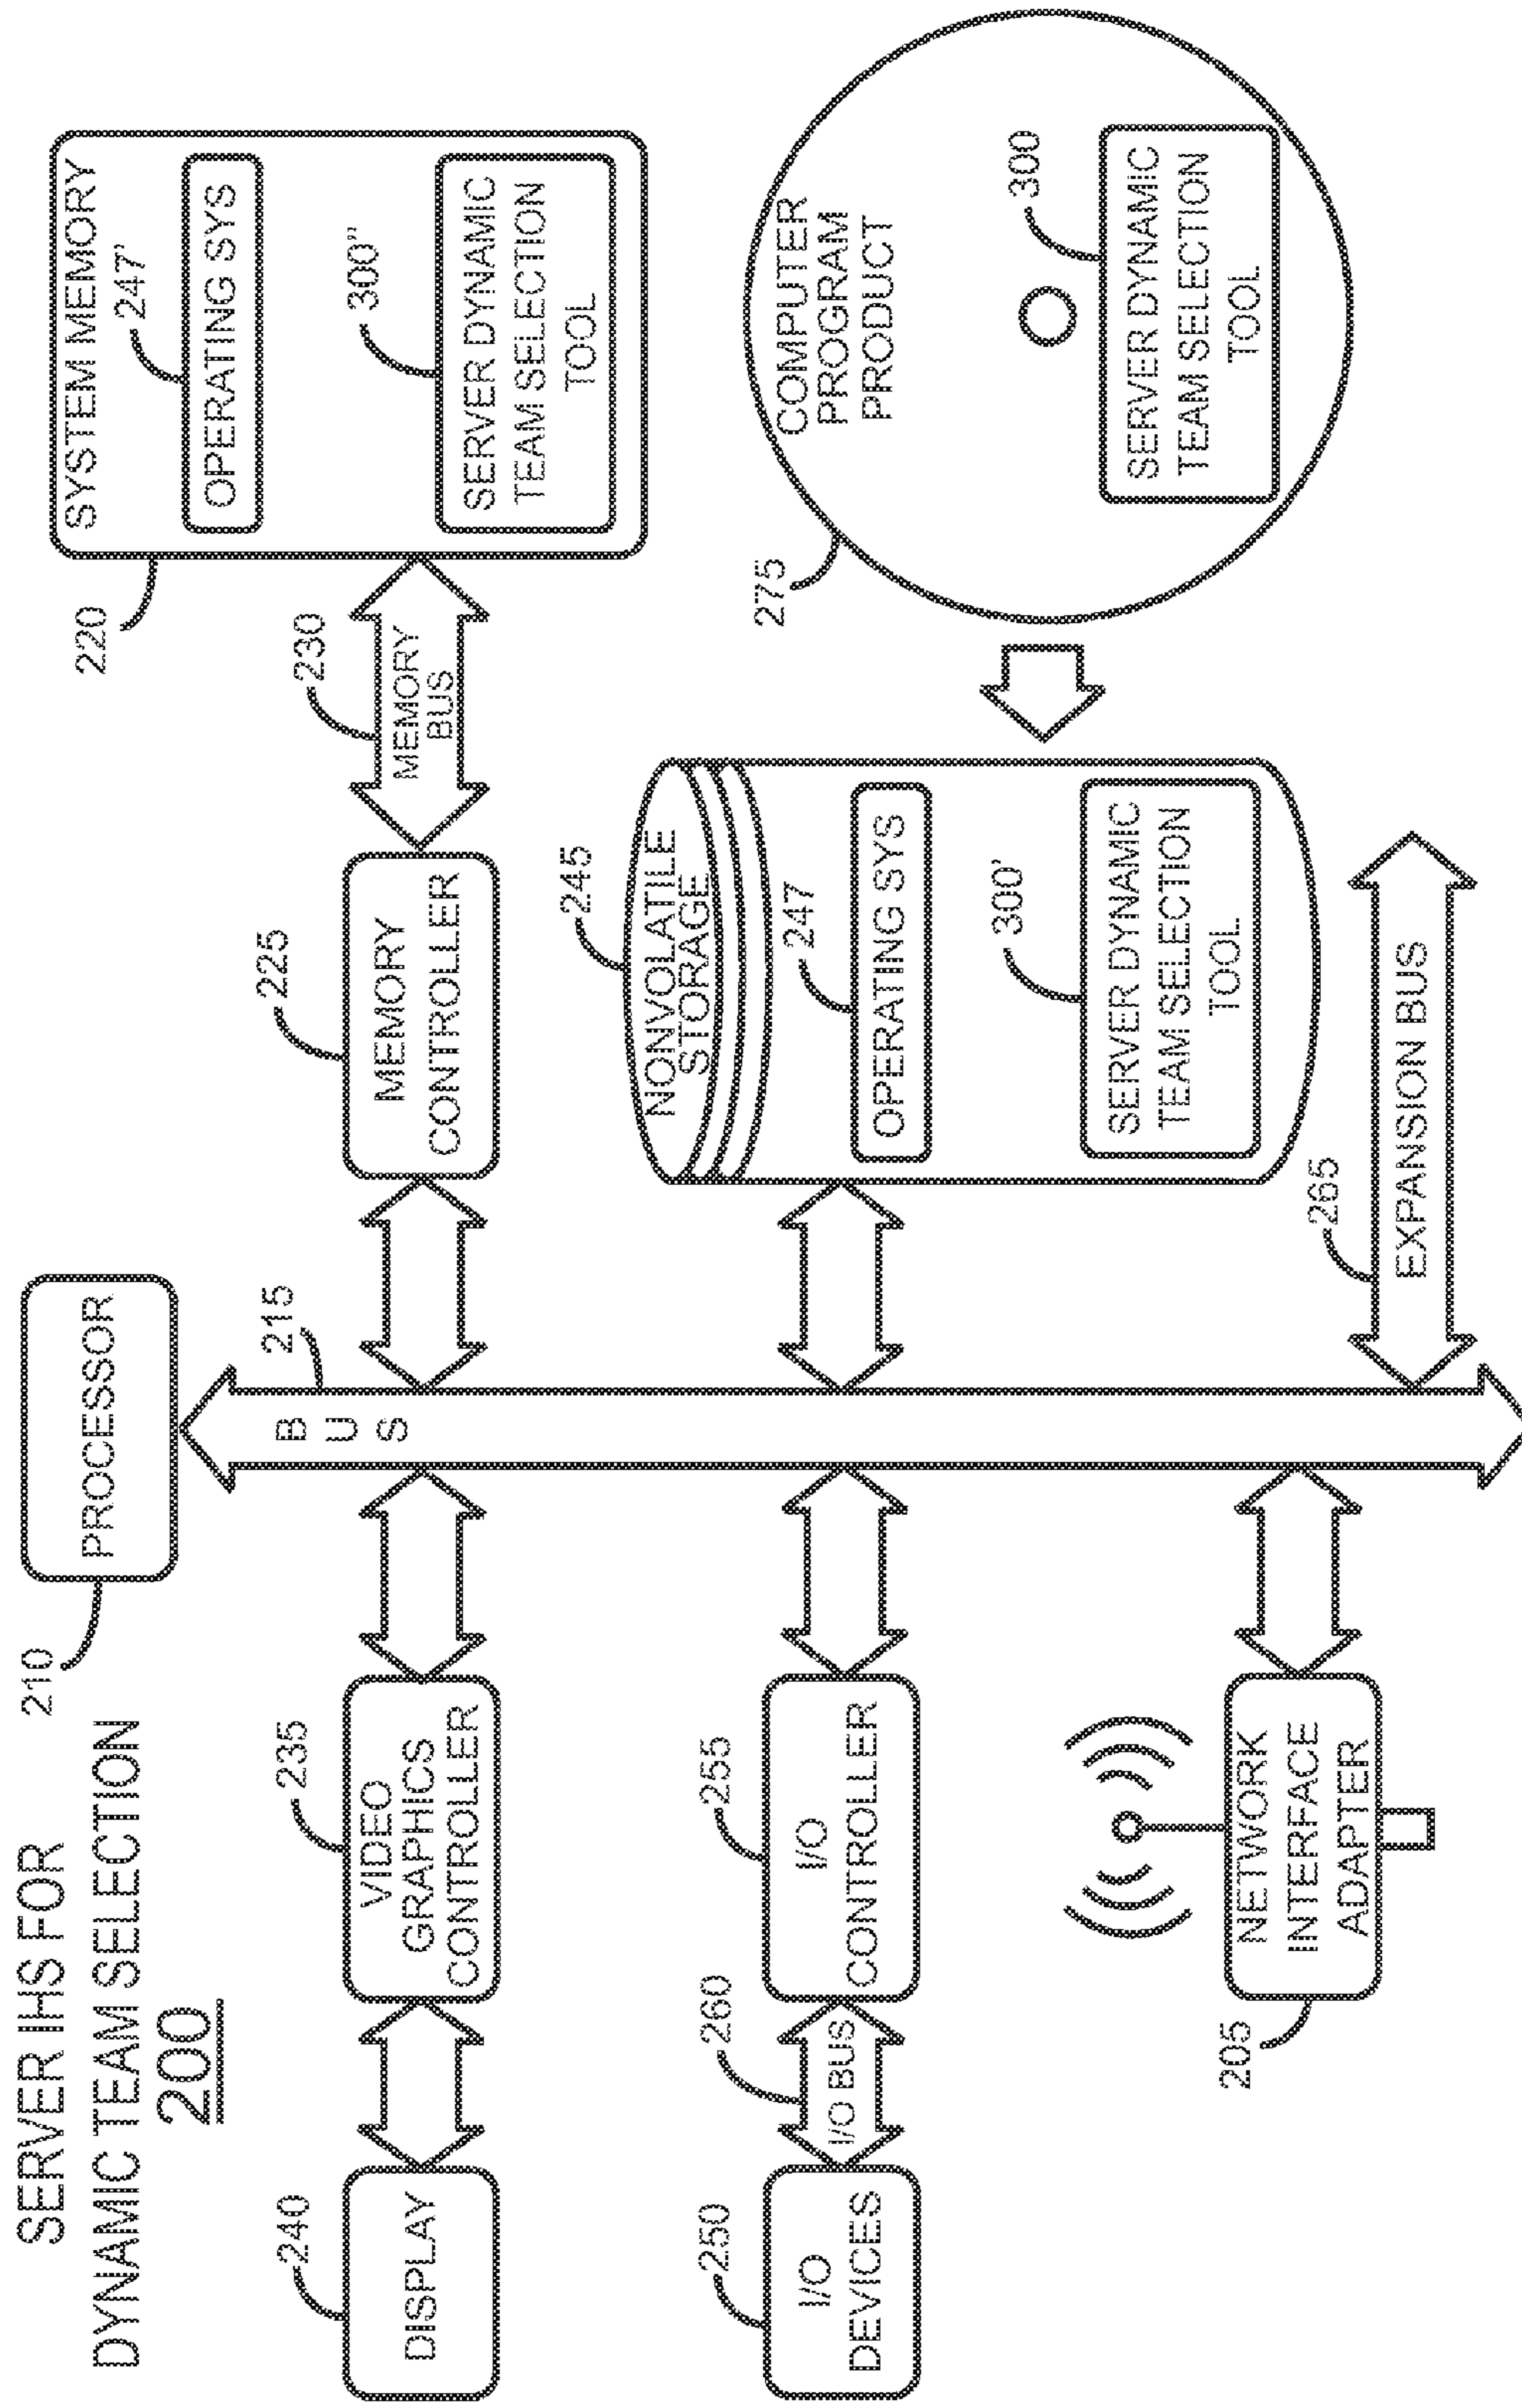 SERVER IHS FOR
DYNAMIC TEAM SELECTION
200
210
PROCESSOR
BUS
215
240
DISPLAY
235
VIDEO
GRAPHICS
CONTROLLER
225
MEMORY
CONTROLLER
230
MEMORY
BUS
220
SYSTEM MEMORY
247'
OPERATING SYS
300"
SERVER DYNAMIC
TEAM SELECTION
TOOL
250
I/O
DEVICES
260
I/O BUS
255
I/O
CONTROLLER
245
NONVOLATILE
STORAGE
247
OPERATING SYS
300'
SERVER DYNAMIC
TEAM SELECTION
TOOL
275
COMPUTER
PROGRAM
PRODUCT
300
SERVER DYNAMIC
TEAM SELECTION
TOOL
205
NETWORK
INTERFACE
ADAPTER
265
EXPANSION BUS